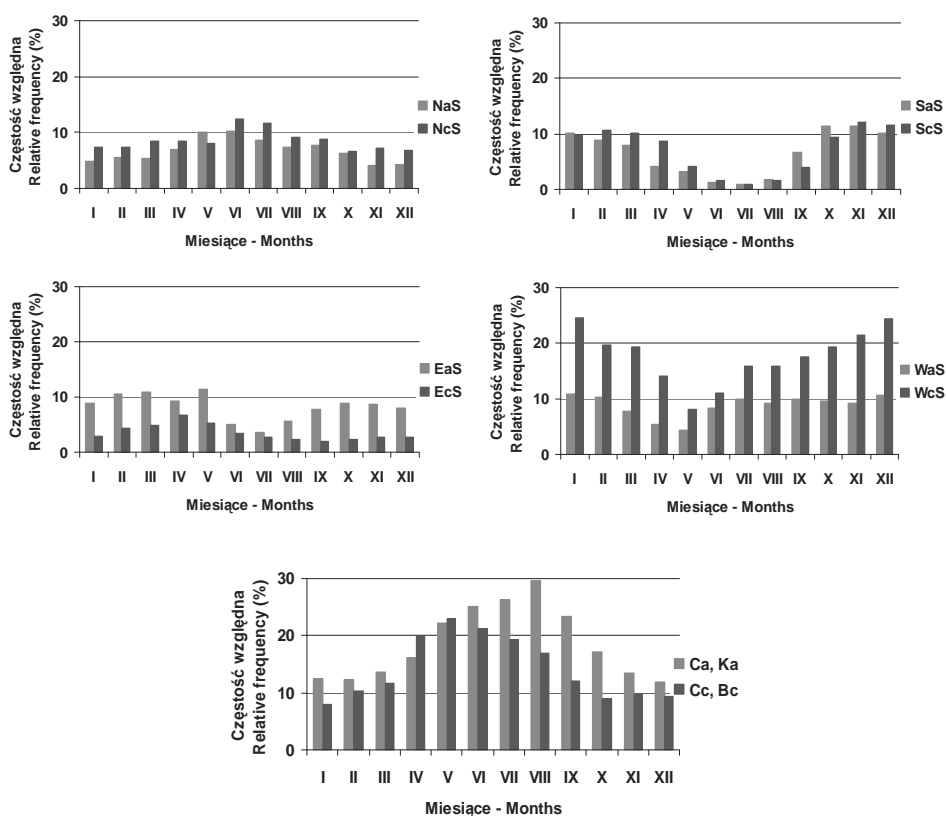 Częstość względna
Relative frequency (%)
30
20
10
0
I II III IV V VI VII VIII IX X XI XII
Miesiące - Months
NaS
NcS
Częstość względna
Relative frequency (%)
30
20
10
0
I II III IV V VI VII VIII IX X XI XII
Miesiące - Months
SaS
ScS
Częstość względna
Relative frequency (%)
30
20
10
0
I II III IV V VI VII VIII IX X XI XII
Miesiące - Months
EaS
EcS
Częstość względna
Relative frequency (%)
30
20
10
0
I II III IV V VI VII VIII IX X XI XII
Miesiące - Months
WaS
WcS
Częstość względna
Relative frequency (%)
30
20
10
0
I II III IV V VI VII VIII IX X XI XII
Miesiące - Months
Ca, Ka
Cc, Bc